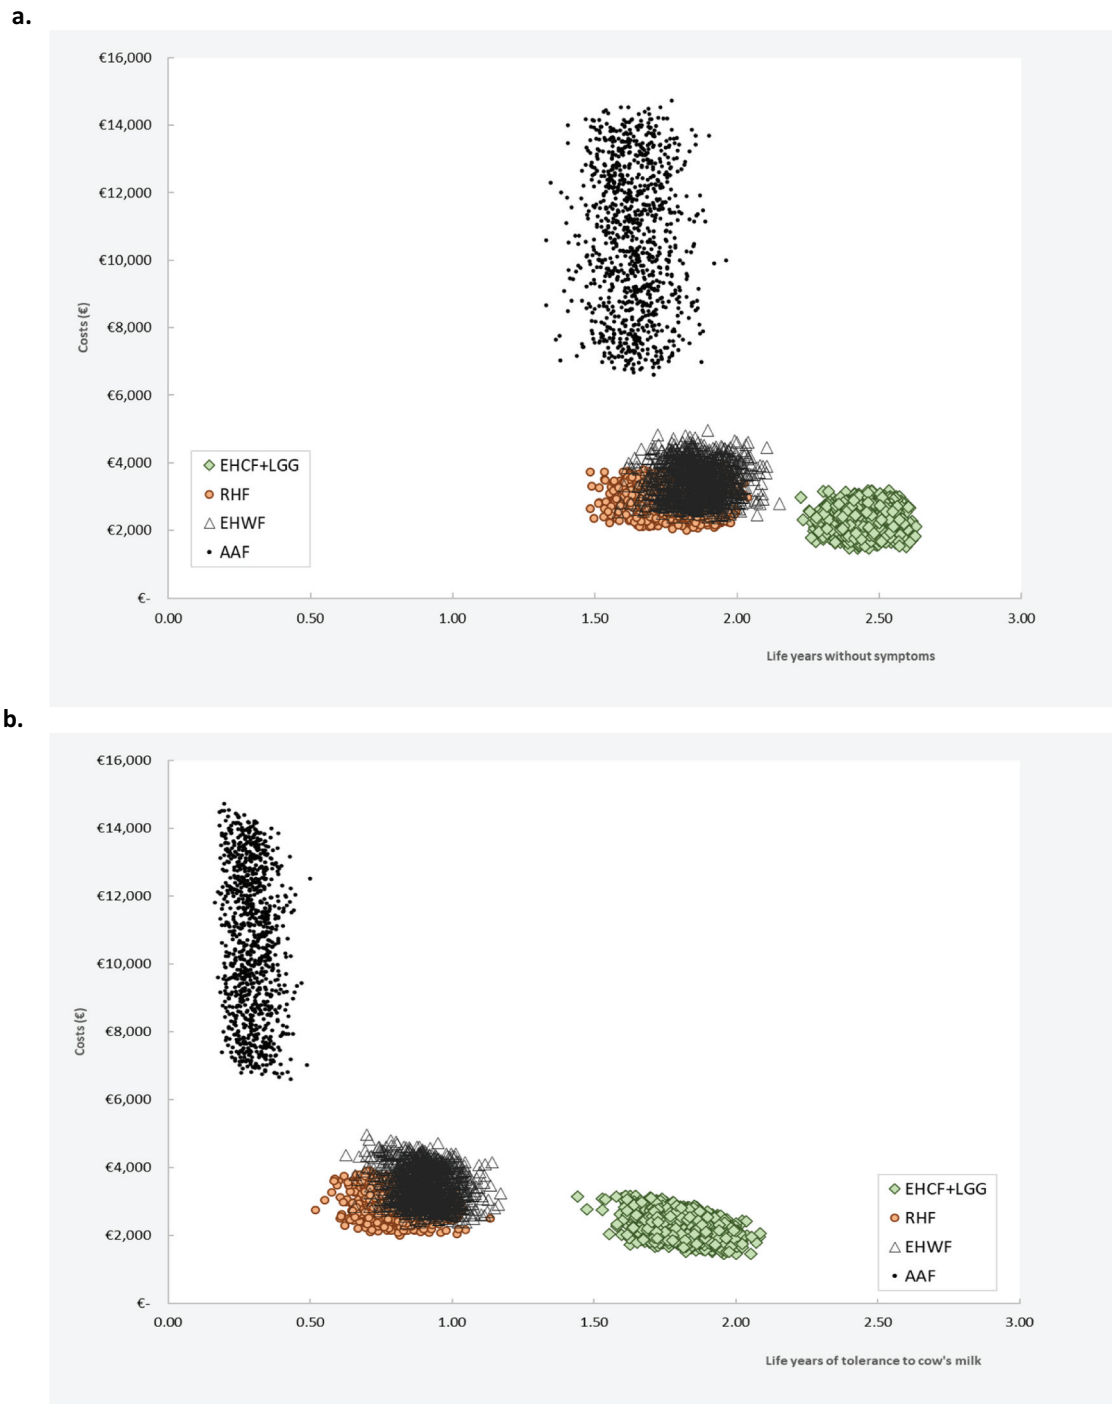 a.
€16,000
€14,000
€12,000
€10,000
€8,000
€6,000
€4,000
€2,000
€-
Costs (€)
EHCF+LGG
RHF
EHWF
AAF
0.00 0.50 1.00 1.50 2.00 2.50 3.00
Life years without symptoms
b.
€16,000
€14,000
€12,000
€10,000
€8,000
€6,000
€4,000
€2,000
€-
Costs (€)
EHCF+LGG
RHF
EHWF
AAF
0.00 0.50 1.00 1.50 2.00 2.50 3.00
Life years of tolerance to cow's milk